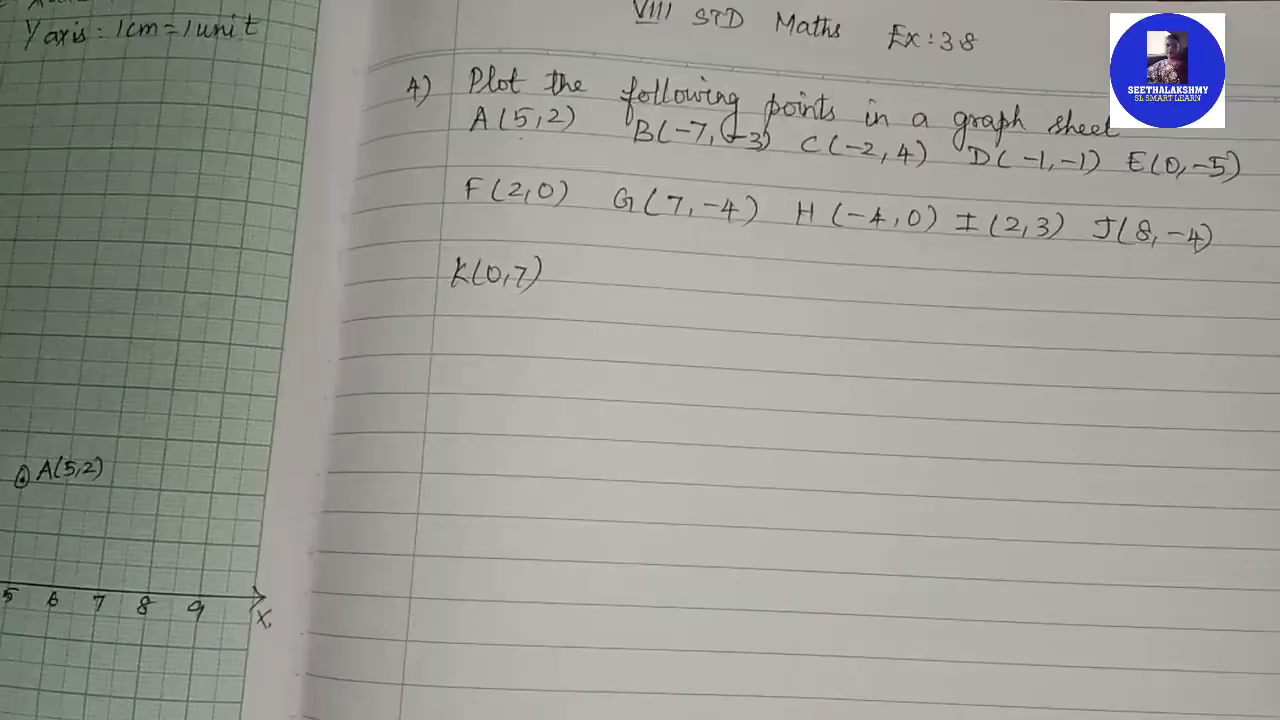 Y axis : 1cm = 1 unit
VIII STD Maths Ex: 3.8
4) Plot the following points in a graph sheet
A(5,2) B(-7,-3) C(-2,4) D(-1,-1) E(0,-5)
F(2,0) G(7,-4) H(-4,0) I(2,3) J(8,-4)
K(0,7)
A(5,2)
5 6 7 8 9
X
SEETHALAKSHMY
SL SMART LEARN